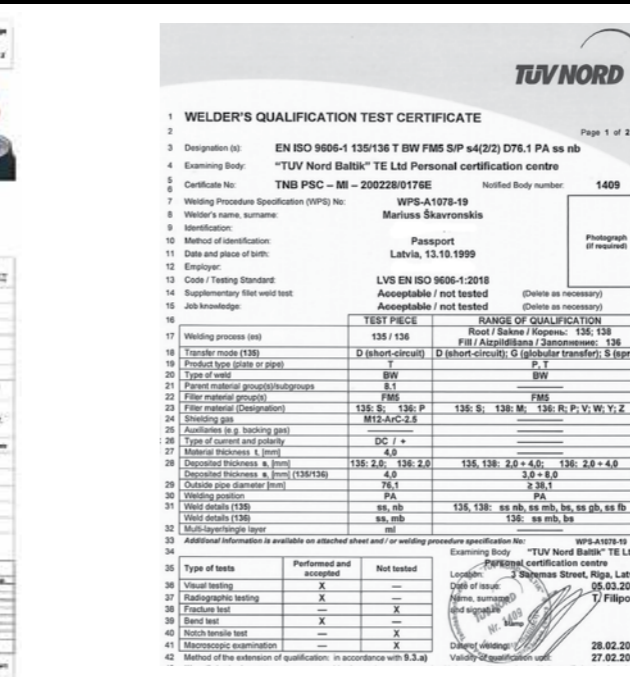 TÜV NORD
1 WELDER'S QUALIFICATION TEST CERTIFICATE
2 Page 1 of 2
3 Designation (s): EN ISO 9606-1 135/136 T BW FM5 S/P s4(2/2) D76.1 PA ss nb
4 Examining Body: "TUV Nord Baltik" TE Ltd Personal certification centre
5
6 Certificate No: TNB PSC – MI – 200228/0176E Notified Body number: 1409
7 Welding Procedure Specification (WPS) No: WPS-A1078-19
8 Welder's name, surname: Mariuss Škavronskis
9 Identification: Photograph
10 Method of identification: Passport (if required)
11 Date and place of birth: Latvia, 13.10.1999
12 Employer:
13 Code / Testing Standard: LVS EN ISO 9606-1:2018
14 Supplementary fillet weld test: Acceptable / not tested (Delete as necessary)
15 Job knowledge: Acceptable / not tested (Delete as necessary)
16 TEST PIECE RANGE OF QUALIFICATION
17 Welding process (es) 135 / 136 Root / Sakne / Корень: 135; 138
Fill / Aizpildīšana / Заполнение: 136
18 Transfer mode (135) D (short-circuit) D (short-circuit); G (globular transfer); S (spr
19 Product type (plate or pipe) T P, T
20 Type of weld BW BW
21 Parent material group(s)/subgroups 8.1 ———
22 Filler material group(s) FM5 FM5
23 Filler material (Designation) 135: S; 136: P 135: S; 138: M; 136: R; P; V; W; Y; Z
24 Shielding gas M12-ArC-2.5 ———
25 Auxiliaries (e.g. backing gas) ———
26 Type of current and polarity DC / + ———
27 Material thickness t, [mm] 4,0 ———
28 Deposited thickness s, [mm] 135: 2,0; 136: 2,0 135, 138: 2,0 ÷ 4,0; 136: 2,0 ÷ 4,0
Deposited thickness s, [mm] (135/136) 4,0 3,0 ÷ 8,0
29 Outside pipe diameter [mm] 76,1 ≥ 38,1
30 Welding position PA PA
31 Weld details (135) ss, nb 135, 138: ss nb, ss mb, bs, ss gb, ss fb
Weld details (136) ss, mb 136: ss mb, bs
32 Multi-layer/single layer ml ———
33 Additional information is available on attached sheet and / or welding procedure specification No: WPS-A1078-19
34 Examining Body "TUV Nord Baltik" TE Lt
35 Type of tests Performed and accepted Not tested Personal certification centre
Location: 3 Saremas Street, Riga, Lat
36 Visual testing X — Date of issue: 05.03.20
37 Radiographic testing X — Name, surname T. Filipo
38 Fracture test — X and signature
39 Bend test X — Stamp
40 Notch tensile test — X
41 Macroscopic examination — X Date of welding: 28.02.20
42 Method of the extension of qualification: in accordance with 9.3.a) Validity of qualification until: 27.02.20
TÜV NORD
Nr. 1409